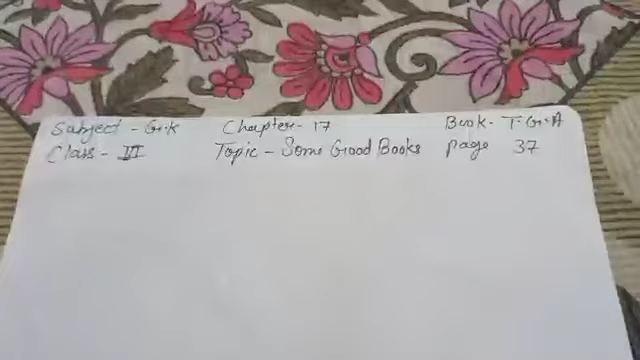 Subject - G.K Chapter - 17 Book - T.G.A
Class - III Topic - Some Good Books page 37